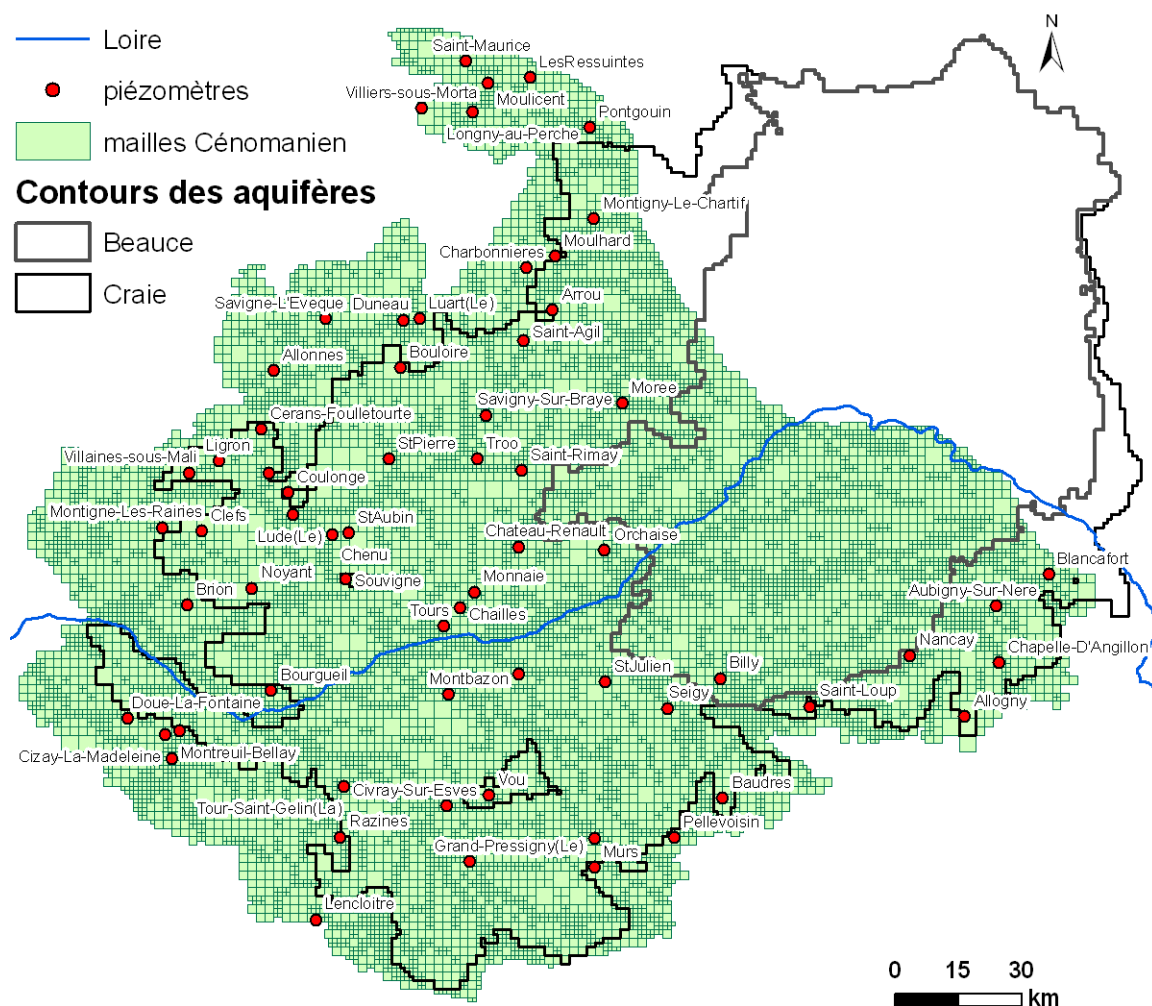 Loire
piézomètres
mailles Cénomanien
Contours des aquifères
Beauce
Craie
N
Saint-Maurice
LesRessuintes
Villiers-sous-Morta
Moulicent
Pontgouin
Longny-au-Perche
Montigny-Le-Chartif
Moulhard
Charbonnieres
Savigne-L'Eveque
Duneau
Luart(Le)
Arrou
Saint-Agil
Allonnes
Bouloire
Savigny-Sur-Braye
Moree
Cerans-Foulletourte
Ligron
StPierre
Troo
Saint-Rimay
Villaines-sous-Mali
Coulonge
Montigne-Les-Raines
Clefs
Lude(Le)
StAubin
Chateau-Renault
Orchaise
Chenu
Noyant
Souvigne
Monnaie
Blancafort
Brion
Tours
Chailles
Aubigny-Sur-Nere
Nancay
Chapelle-D'Angillon
Bourgueil
Montbazon
StJulien
Billy
Seigy
Saint-Loup
Allogny
Doue-La-Fontaine
Cizay-La-Madeleine
Montreuil-Bellay
Civray-Sur-Esves
Vou
Baudres
Tour-Saint-Gelin(La)
Razines
Grand-Pressigny(Le)
Murs
Pellevoisin
Lencloitre
0 15 30
km